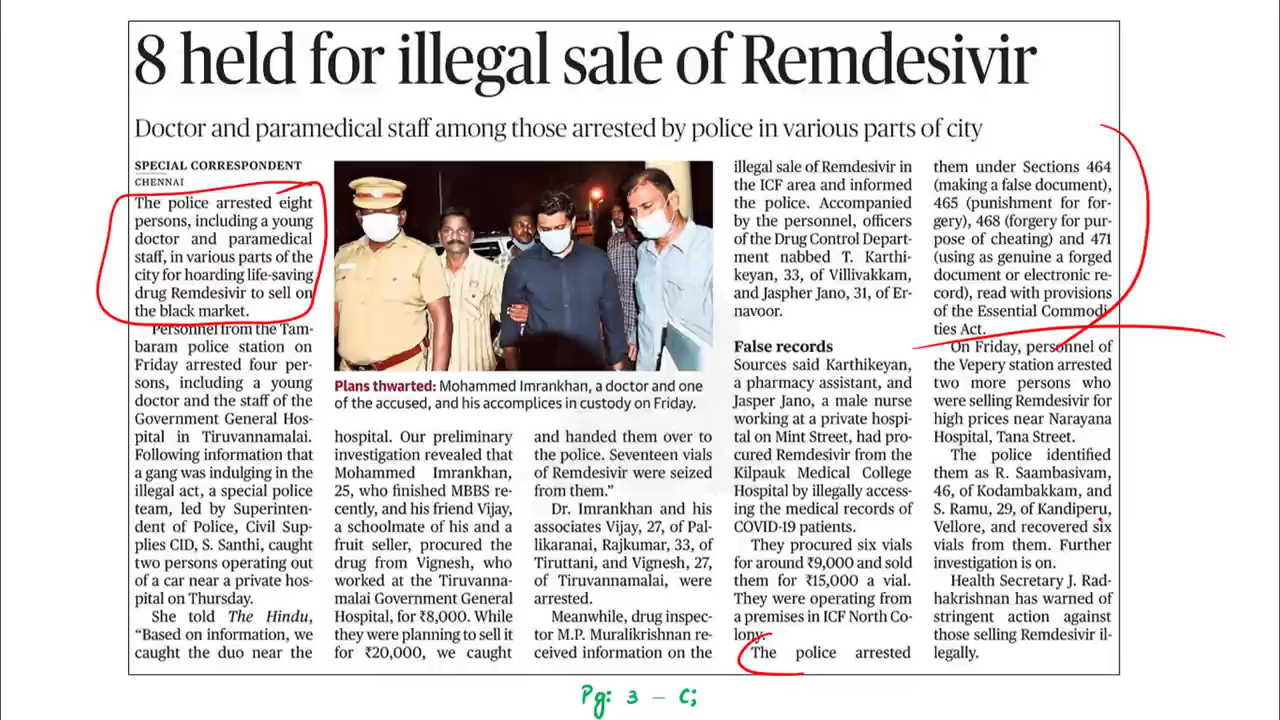 8 held for illegal sale of Remdesivir
Doctor and paramedical staff among those arrested by police in various parts of city
SPECIAL CORRESPONDENT
CHENNAI
The police arrested eight
persons, including a young
doctor and paramedical
staff, in various parts of the
city for hoarding life-saving
drug Remdesivir to sell on
the black market.
Personnel from the Tam-
baram police station on
Friday arrested four per-
sons, including a young
doctor and the staff of the
Government General Hos-
pital in Tiruvannamalai.
Following information that
a gang was indulging in the
illegal act, a special police
team, led by Superinten-
dent of Police, Civil Sup-
plies CID, S. Santhi, caught
two persons operating out
of a car near a private hos-
pital on Thursday.
She told The Hindu,
“Based on information, we
caught the duo near the
Plans thwarted: Mohammed Imrankhan, a doctor and one
of the accused, and his accomplices in custody on Friday.
hospital. Our preliminary
investigation revealed that
Mohammed Imrankhan,
25, who finished MBBS re-
cently, and his friend Vijay,
a schoolmate of his and a
fruit seller, procured the
drug from Vignesh, who
worked at the Tiruvanna-
malai Government General
Hospital, for ₹8,000. While
they were planning to sell it
for ₹20,000, we caught
and handed them over to
the police. Seventeen vials
of Remdesivir were seized
from them.”
Dr. Imrankhan and his
associates Vijay, 27, of Pal-
likaranai, Rajkumar, 33, of
Tiruttani, and Vignesh, 27,
of Tiruvannamalai, were
arrested.
Meanwhile, drug inspec-
tor M.P. Muralikrishnan re-
ceived information on the
illegal sale of Remdesivir in
the ICF area and informed
the police. Accompanied
by the personnel, officers
of the Drug Control Depart-
ment nabbed T. Karthi-
keyan, 33, of Villivakkam,
and Jaspher Jano, 31, of Er-
navoor.
False records
Sources said Karthikeyan,
a pharmacy assistant, and
Jasper Jano, a male nurse
working at a private hospi-
tal on Mint Street, had pro-
cured Remdesivir from the
Kilpauk Medical College
Hospital by illegally access-
ing the medical records of
COVID-19 patients.
They procured six vials
for around ₹9,000 and sold
them for ₹15,000 a vial.
They were operating from
a premises in ICF North Co-
lony.
The police arrested
them under Sections 464
(making a false document),
465 (punishment for for-
gery), 468 (forgery for pur-
pose of cheating) and 471
(using as genuine a forged
document or electronic re-
cord), read with provisions
of the Essential Commodi-
ties Act.
On Friday, personnel of
the Vepery station arrested
two more persons who
were selling Remdesivir for
high prices near Narayana
Hospital, Tana Street.
The police identified
them as R. Saambasivam,
46, of Kodambakkam, and
S. Ramu, 29, of Kandiperu,
Vellore, and recovered six
vials from them. Further
investigation is on.
Health Secretary J. Rad-
hakrishnan has warned of
stringent action against
those selling Remdesivir il-
legally.
Pg: 3 – C;